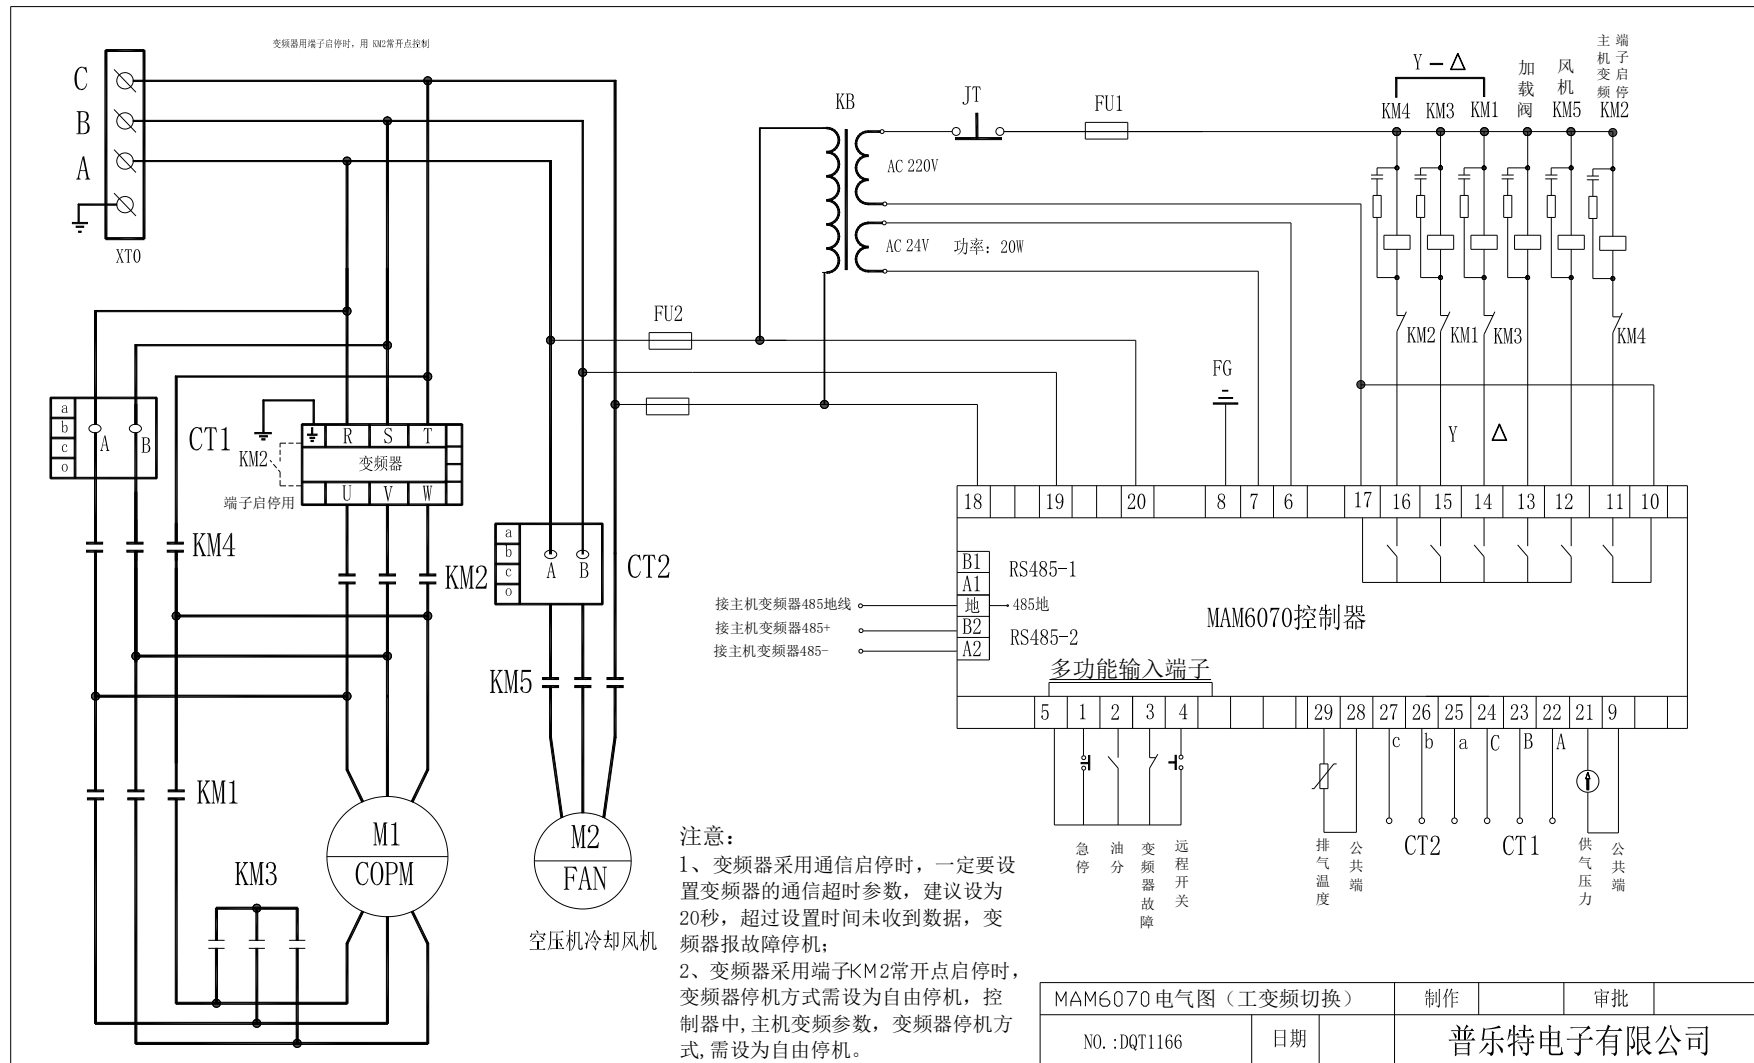 变频器用端子启停时，用 KM2常开点控制
C
B
A
XT0
KB
JT
FU1
AC 220V
AC 24V 功率：20W
Y-△
KM4 KM3 KM1
加载阀
风机
KM5
主机变频
端子启停
KM2
KM2 KM1 KM3 KM4
FU2
FG
Y △
a
b
c
o
A B
CT1
KM2
端子启停用
R S T
变频器
U V W
KM4
KM2
a
b
c
o
A B
CT2
KM5
KM1
M1
COPM
KM3
M2
FAN
空压机冷却风机
18 19 20 8 7 6 17 16 15 14 13 12 11 10
B1
A1
地
B2
A2
RS485-1
485地
RS485-2
接主机变频器485地线
接主机变频器485+
接主机变频器485-
MAM6070控制器
多功能输入端子
5 1 2 3 4 29 28 27 26 25 24 23 22 21 9
c b a C B A
急停
油分
变频器故障
远程开关
排气温度
公共端
CT2
CT1
供气压力
公共端
注意：
1、变频器采用通信启停时，一定要设
置变频器的通信超时参数，建议设为
20秒，超过设置时间未收到数据，变
频器报故障停机；
2、变频器采用端子KM2常开点启停时，
变频器停机方式需设为自由停机，控
制器中,主机变频参数，变频器停机方
式,需设为自由停机。
MAM6070电气图（工变频切换） 制作 审批
NO.:DQT1166 日期 普乐特电子有限公司